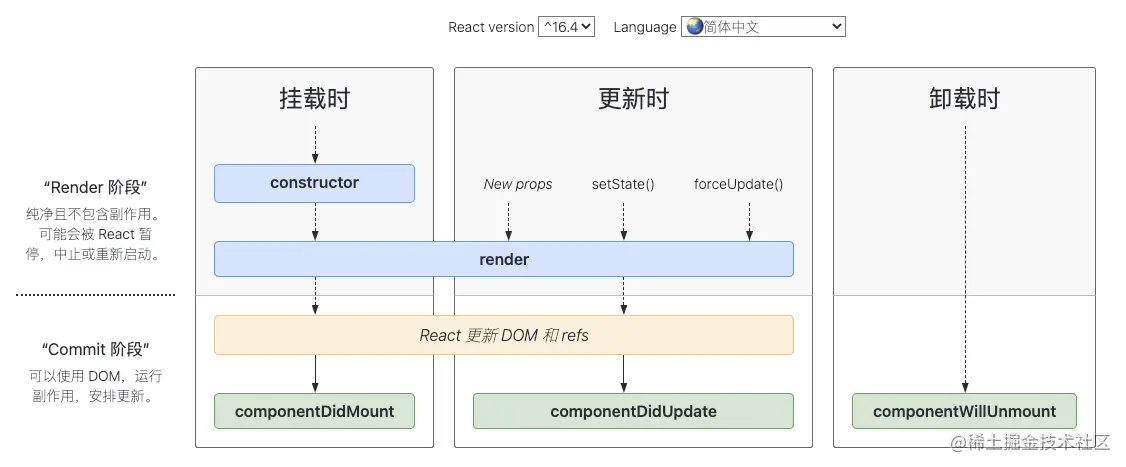 React version ^16.4 Language 简体中文
挂载时
更新时
卸载时
“Render 阶段”
纯净且不包含副作用。
可能会被 React 暂
停，中止或重新启动。
constructor
New props setState() forceUpdate()
render
“Commit 阶段”
可以使用 DOM，运行
副作用，安排更新。
React 更新 DOM 和 refs
componentDidMount
componentDidUpdate
componentWillUnmount
@稀土掘金技术社区